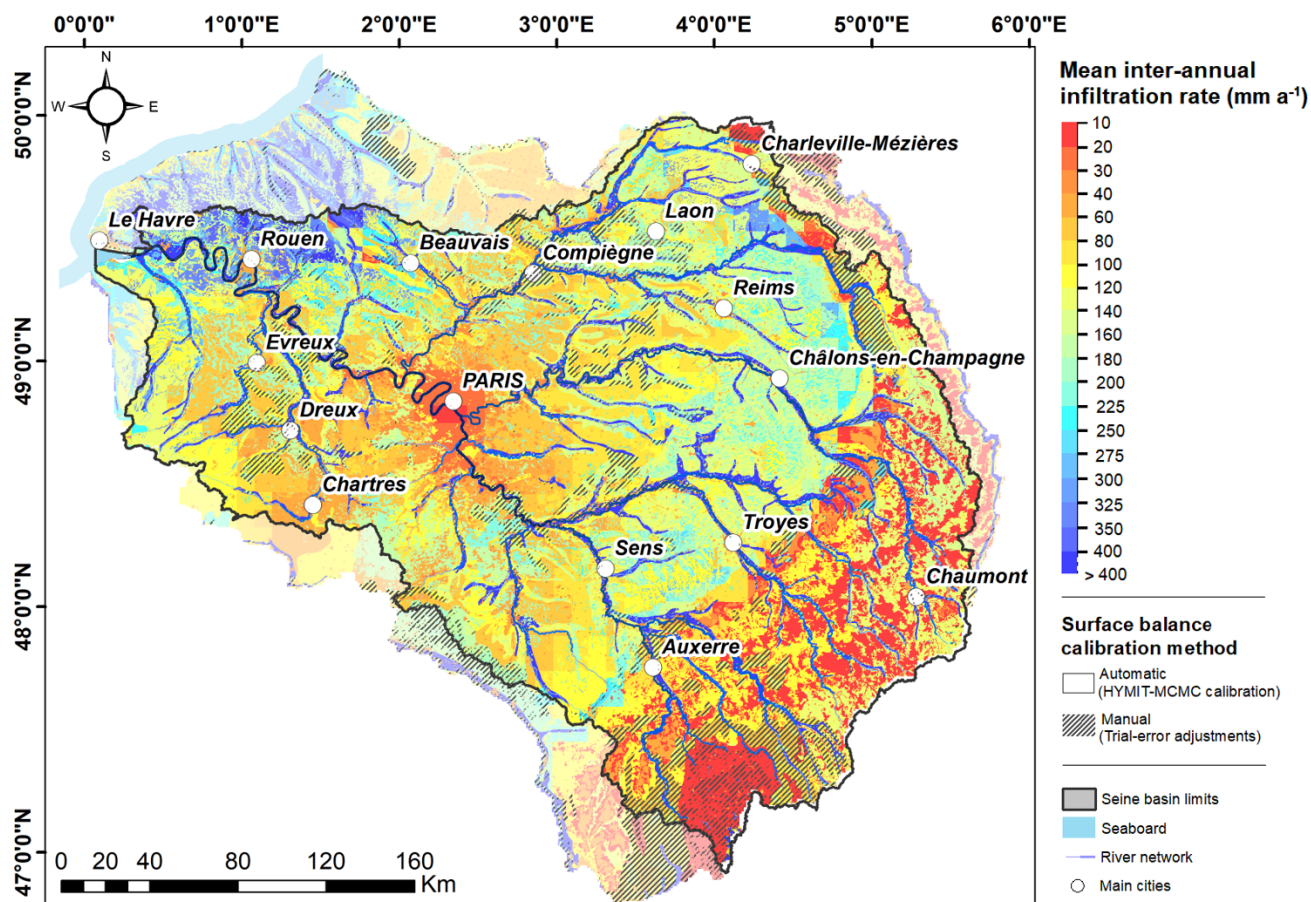 0°0'0"E 1°0'0"E 2°0'0"E 3°0'0"E 4°0'0"E 5°0'0"E 6°0'0"E
50°0'0"N
49°0'0"N
48°0'0"N
47°0'0"N
N
W E
S
Charleville-Mézières
Le Havre
Rouen
Beauvais
Laon
Compiègne
Reims
Evreux
Châlons-en-Champagne
PARIS
Dreux
Chartres
Troyes
Sens
Chaumont
Auxerre
0 20 40 80 120 160
Km
Mean inter-annual
infiltration rate (mm a⁻¹)
10
20
30
40
60
80
100
120
140
160
180
200
225
250
275
300
325
350
400
> 400
Surface balance
calibration method
Automatic
(HYMIT-MCMC calibration)
Manual
(Trial-error adjustments)
Seine basin limits
Seaboard
River network
Main cities